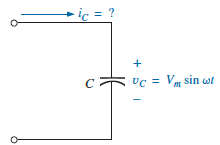 i_C = ?
+
C
v_C = V_m sin ωt
−